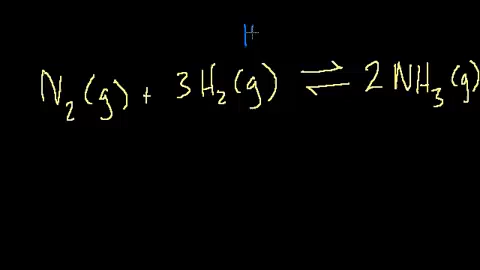 H
N₂(g) + 3H₂(g) ⇌ 2NH₃(g)